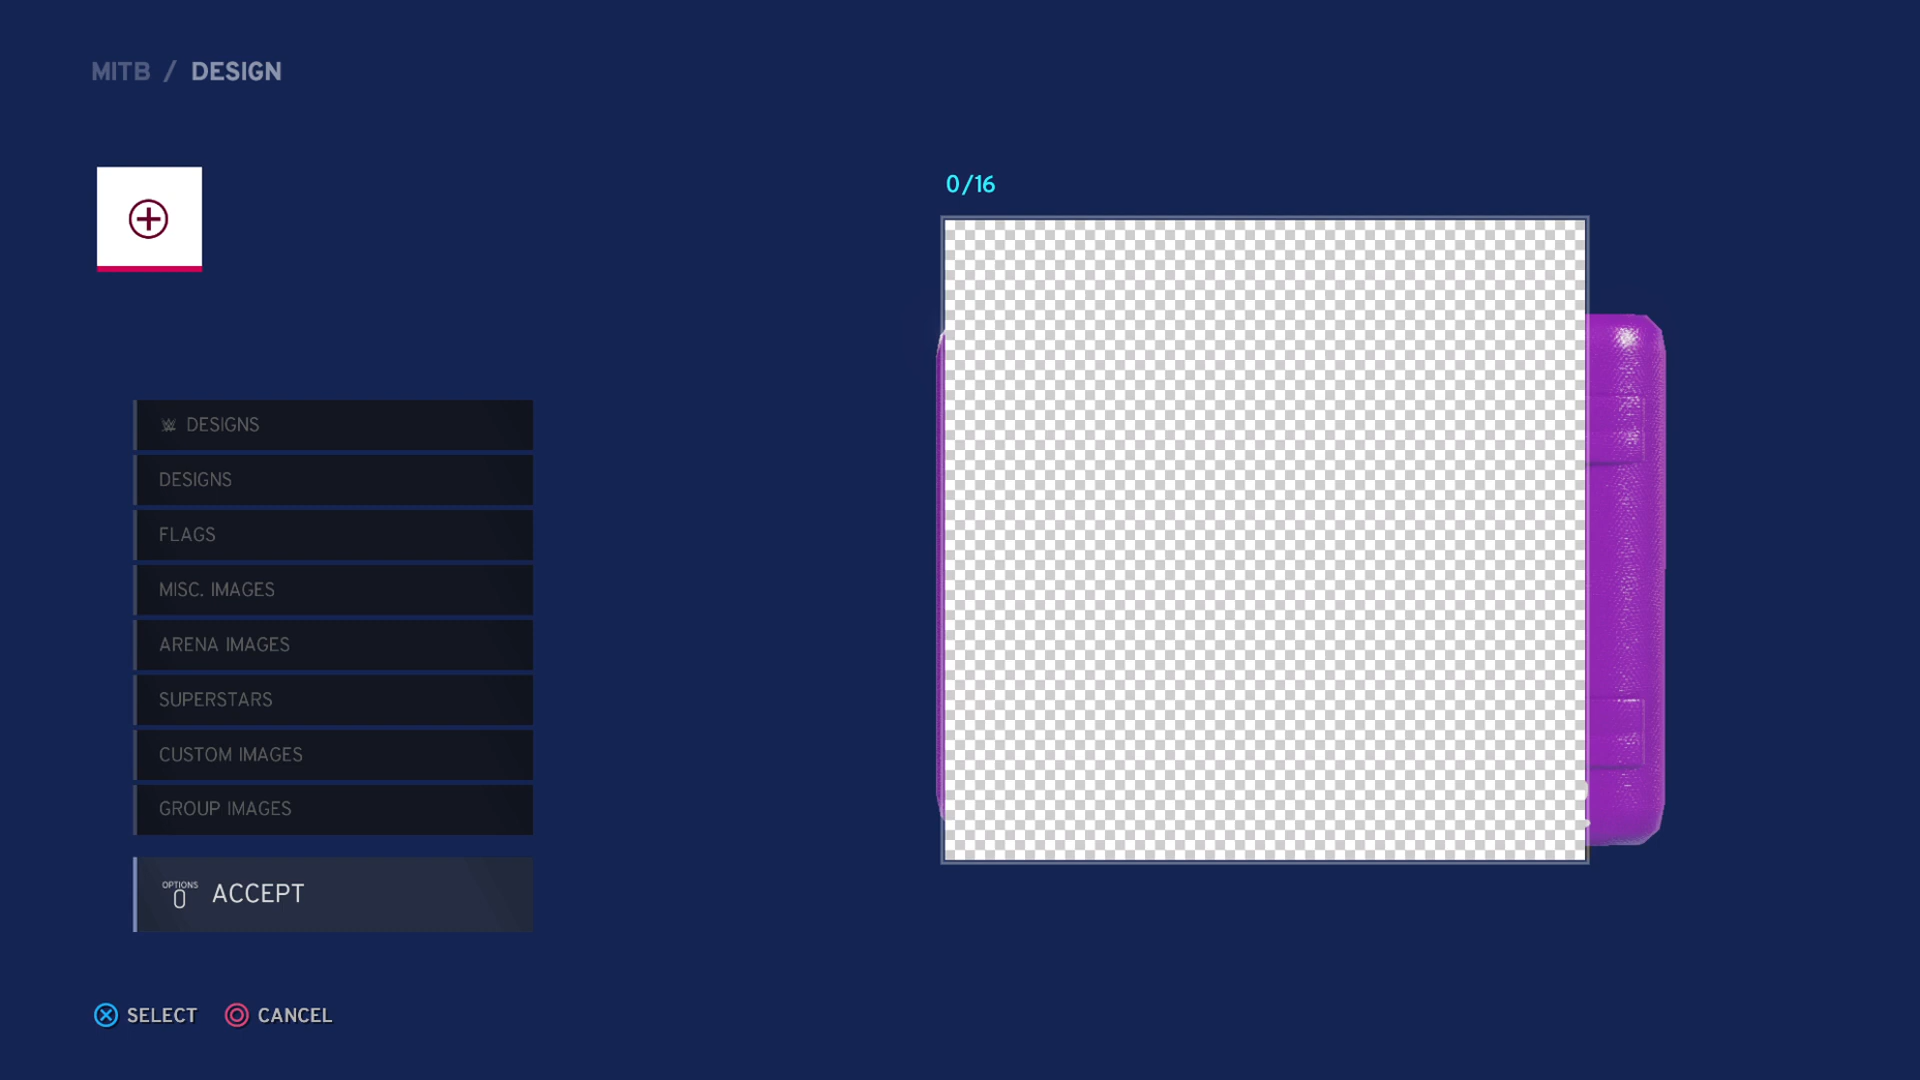 MITB / DESIGN
0/16
DESIGNS
DESIGNS
FLAGS
MISC. IMAGES
ARENA IMAGES
SUPERSTARS
CUSTOM IMAGES
GROUP IMAGES
OPTIONS
ACCEPT
SELECT CANCEL